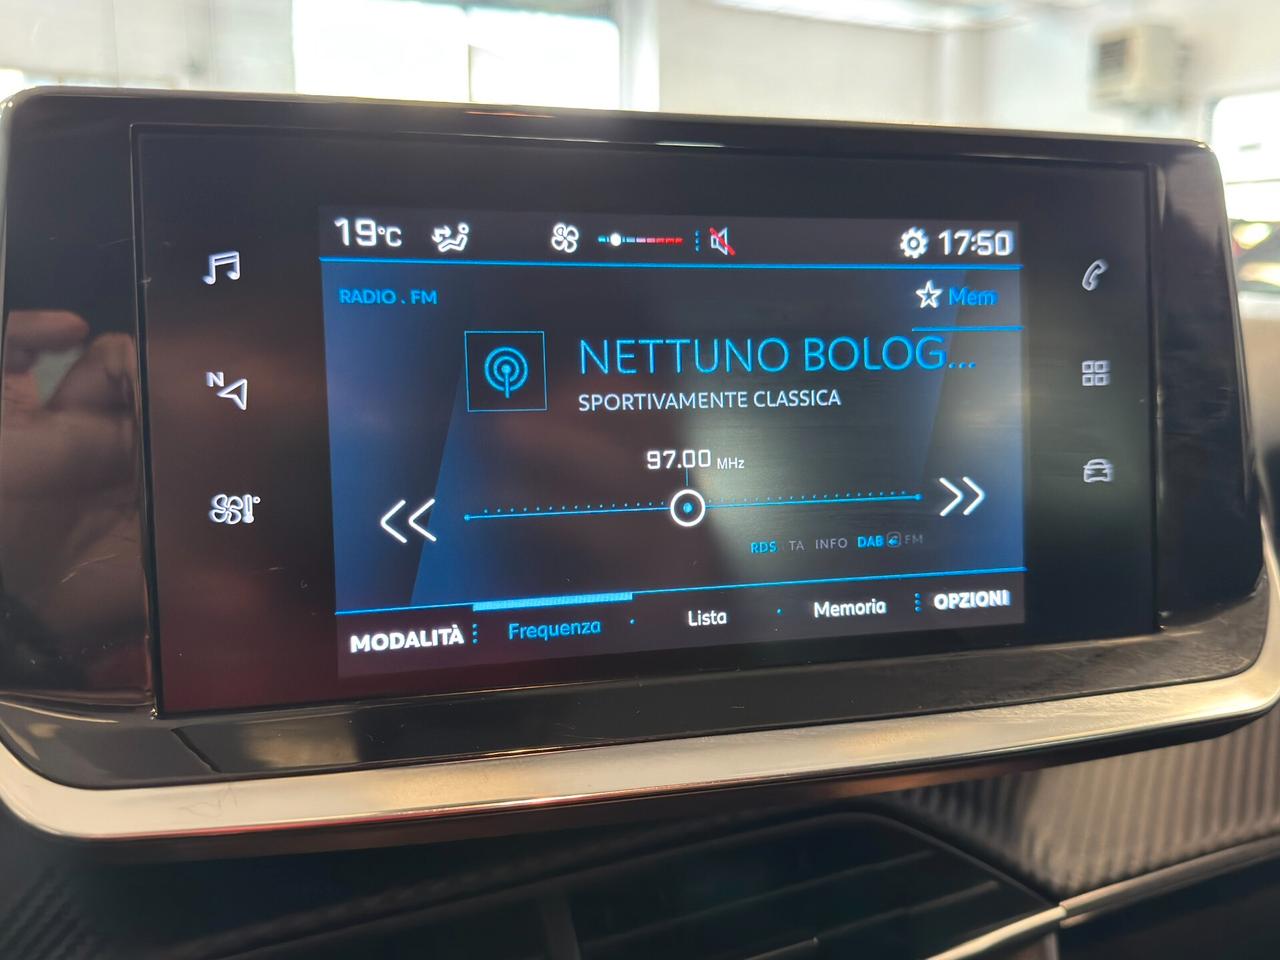 19°C 17:50
RADIO . FM Mem
NETTUNO BOLOG...
SPORTIVAMENTE CLASSICA
97.00 MHz
N
RDS TA INFO DAB FM
MODALITÀ Frequenza Lista Memoria OPZIONI